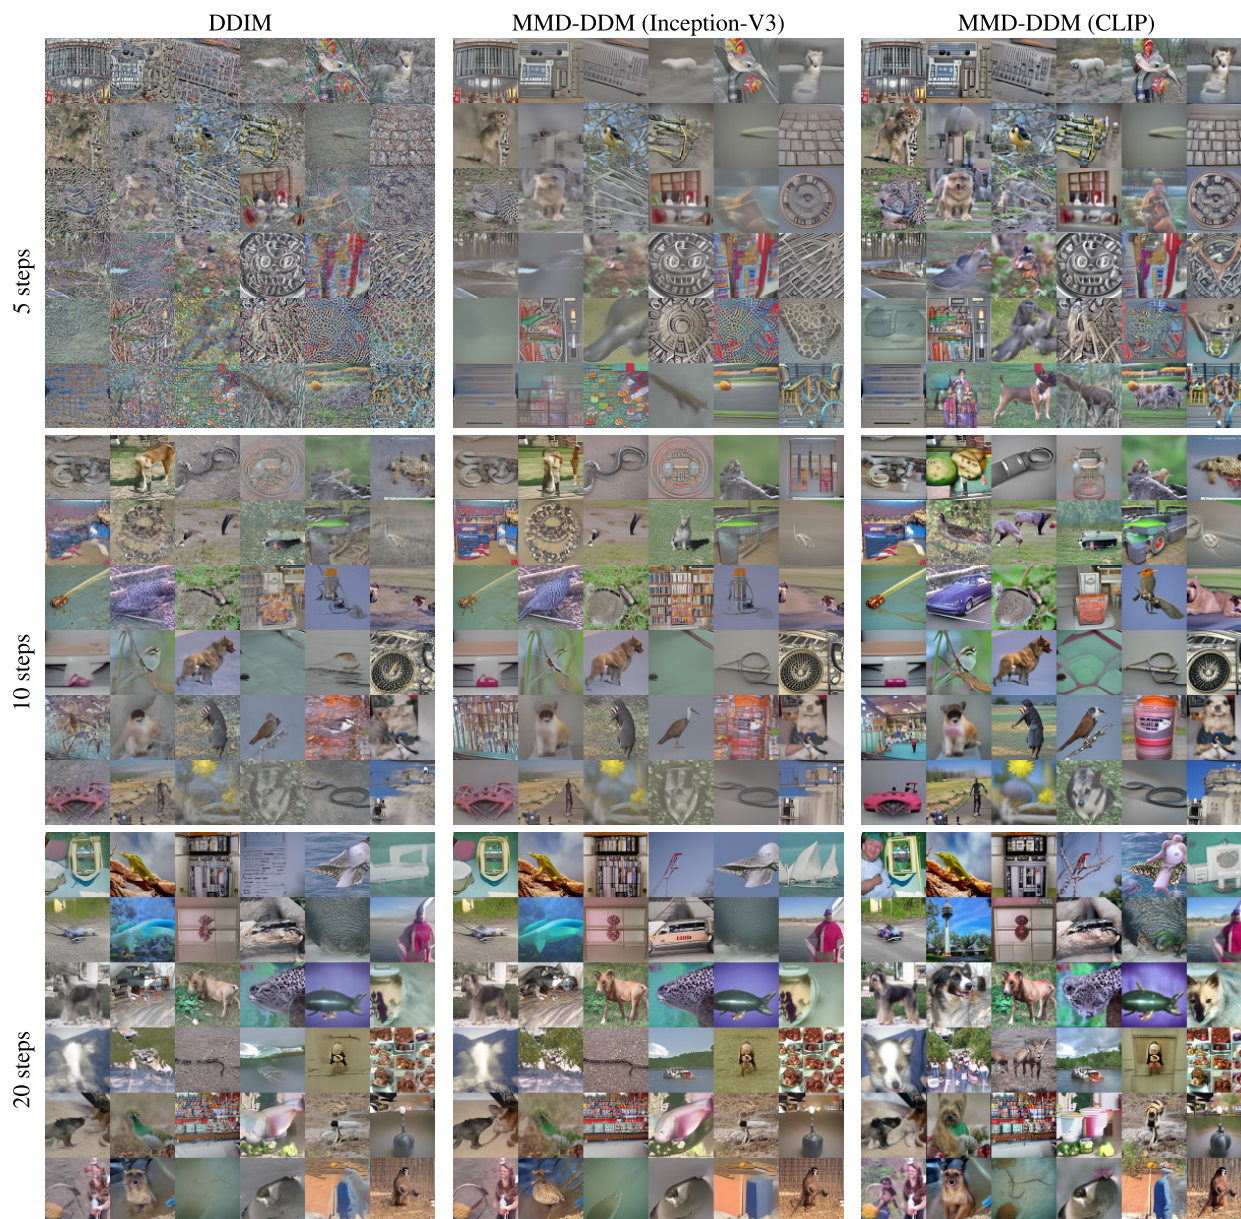 DDIM
MMD-DDM (Inception-V3)
MMD-DDM (CLIP)
5 steps
10 steps
20 steps